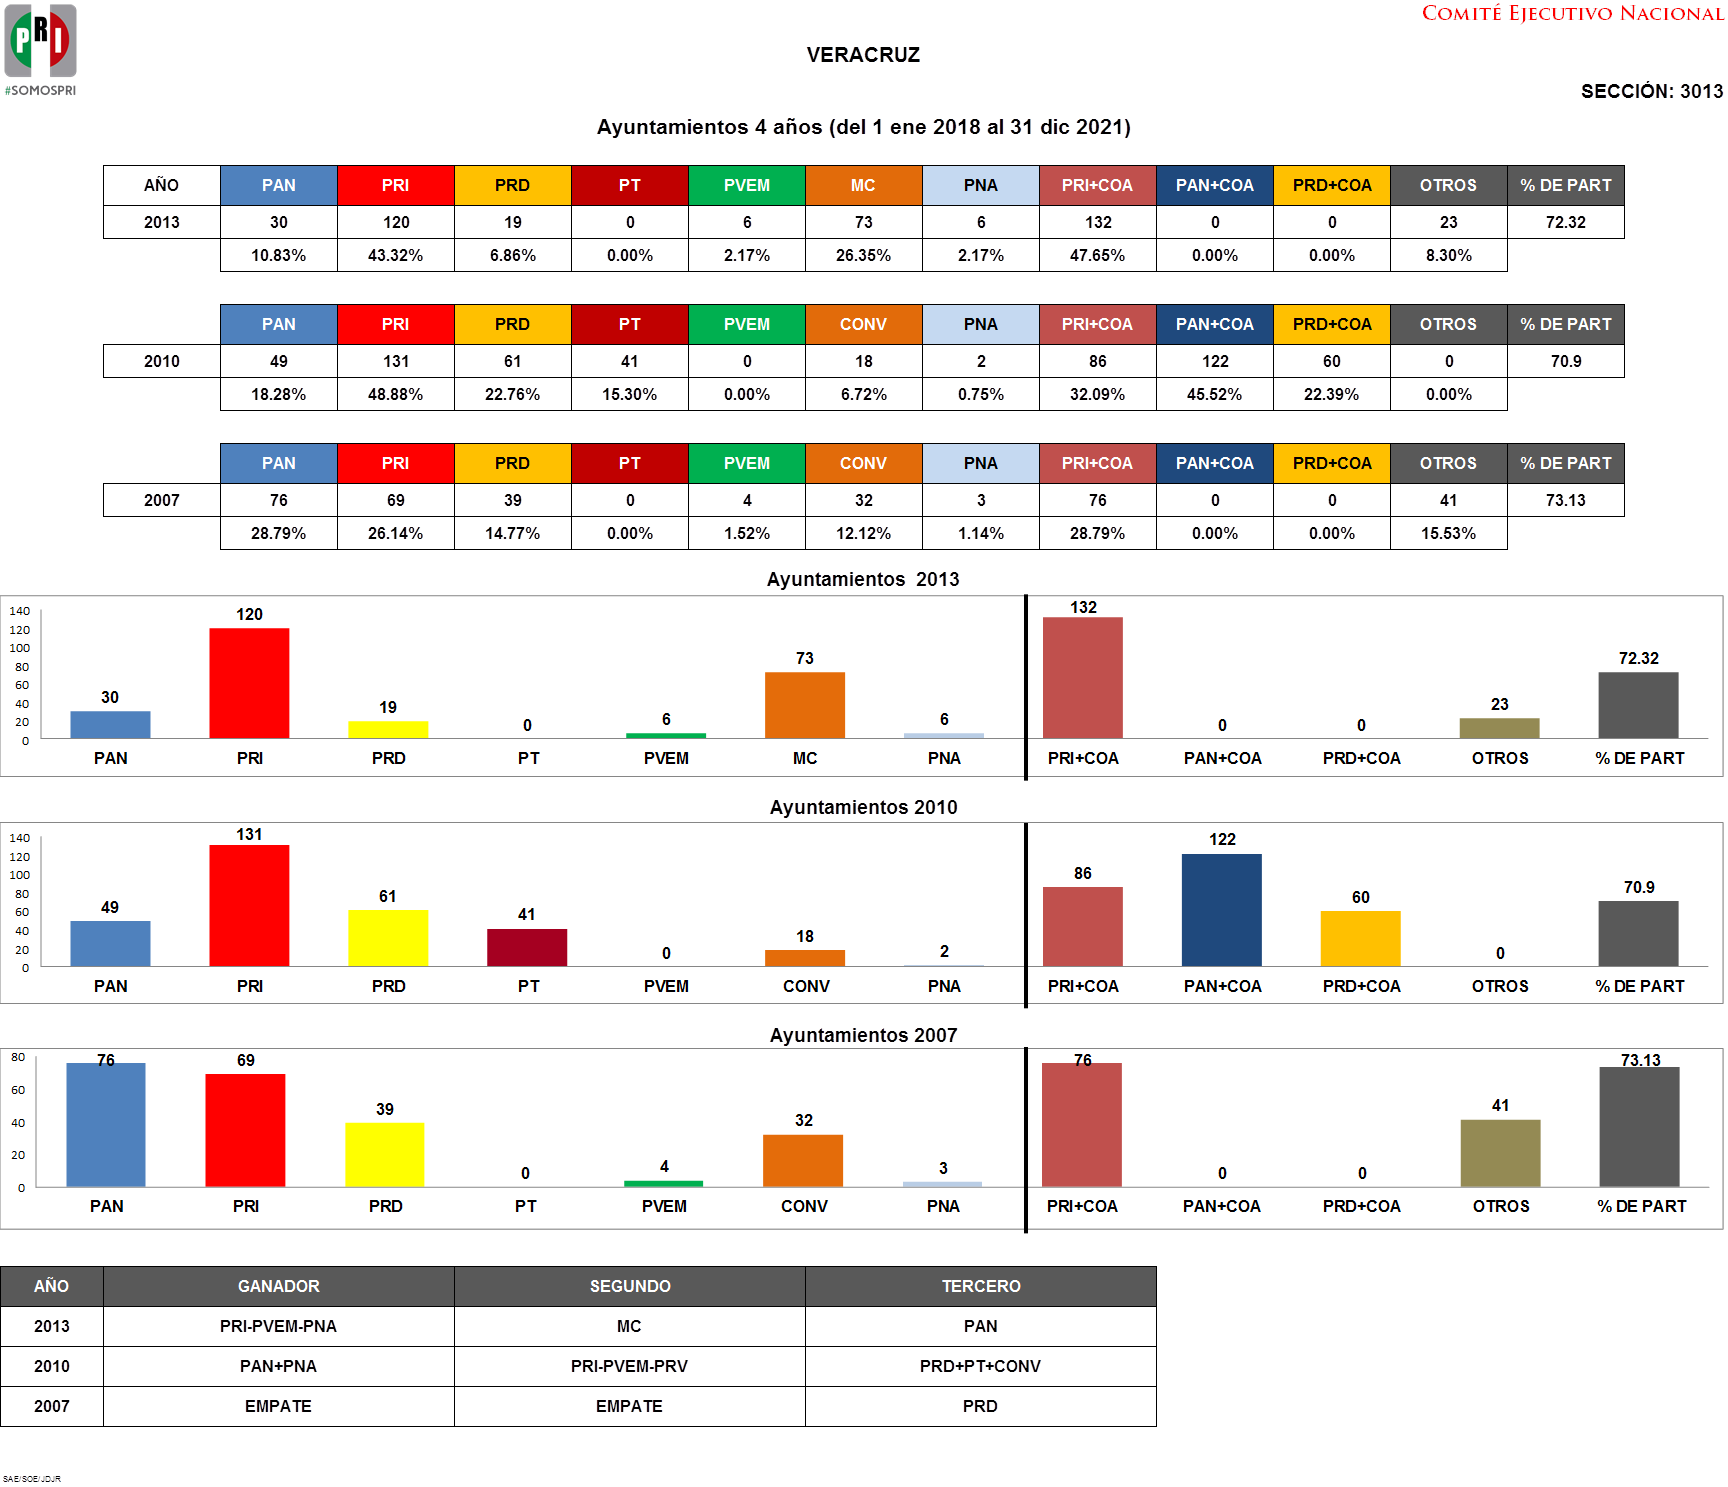 PRI
#SOMOSPRI
COMITÉ EJECUTIVO NACIONAL
VERACRUZ
SECCIÓN: 3013
Ayuntamientos 4 años (del 1 ene 2018 al 31 dic 2021)
AÑO PAN PRI PRD PT PVEM MC PNA PRI+COA PAN+COA PRD+COA OTROS % DE PART
2013 30 120 19 0 6 73 6 132 0 0 23 72.32
10.83% 43.32% 6.86% 0.00% 2.17% 26.35% 2.17% 47.65% 0.00% 0.00% 8.30%
PAN PRI PRD PT PVEM CONV PNA PRI+COA PAN+COA PRD+COA OTROS % DE PART
2010 49 131 61 41 0 18 2 86 122 60 0 70.9
18.28% 48.88% 22.76% 15.30% 0.00% 6.72% 0.75% 32.09% 45.52% 22.39% 0.00%
PAN PRI PRD PT PVEM CONV PNA PRI+COA PAN+COA PRD+COA OTROS % DE PART
2007 76 69 39 0 4 32 3 76 0 0 41 73.13
28.79% 26.14% 14.77% 0.00% 1.52% 12.12% 1.14% 28.79% 0.00% 0.00% 15.53%
Ayuntamientos 2013
140
120
100
80
60
40
20
0
30 120 19 0 6 73 6 132 0 0 23 72.32
PAN PRI PRD PT PVEM MC PNA PRI+COA PAN+COA PRD+COA OTROS % DE PART
Ayuntamientos 2010
140
120
100
80
60
40
20
0
49 131 61 41 0 18 2 86 122 60 0 70.9
PAN PRI PRD PT PVEM CONV PNA PRI+COA PAN+COA PRD+COA OTROS % DE PART
Ayuntamientos 2007
80
60
40
20
0
76 69 39 0 4 32 3 76 0 0 41 73.13
PAN PRI PRD PT PVEM CONV PNA PRI+COA PAN+COA PRD+COA OTROS % DE PART
AÑO GANADOR SEGUNDO TERCERO
2013 PRI-PVEM-PNA MC PAN
2010 PAN+PNA PRI-PVEM-PRV PRD+PT+CONV
2007 EMPATE EMPATE PRD
SAE/SOE/JDJR